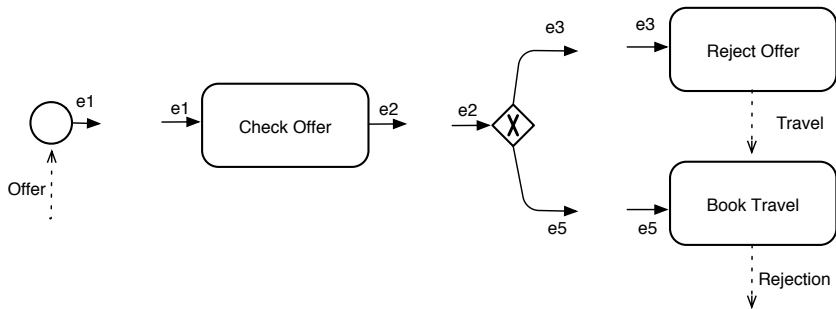 e1
Offer
e1
Check Offer
e2
e2
X
e3
e5
e3
Reject Offer
Travel
e5
Book Travel
Rejection